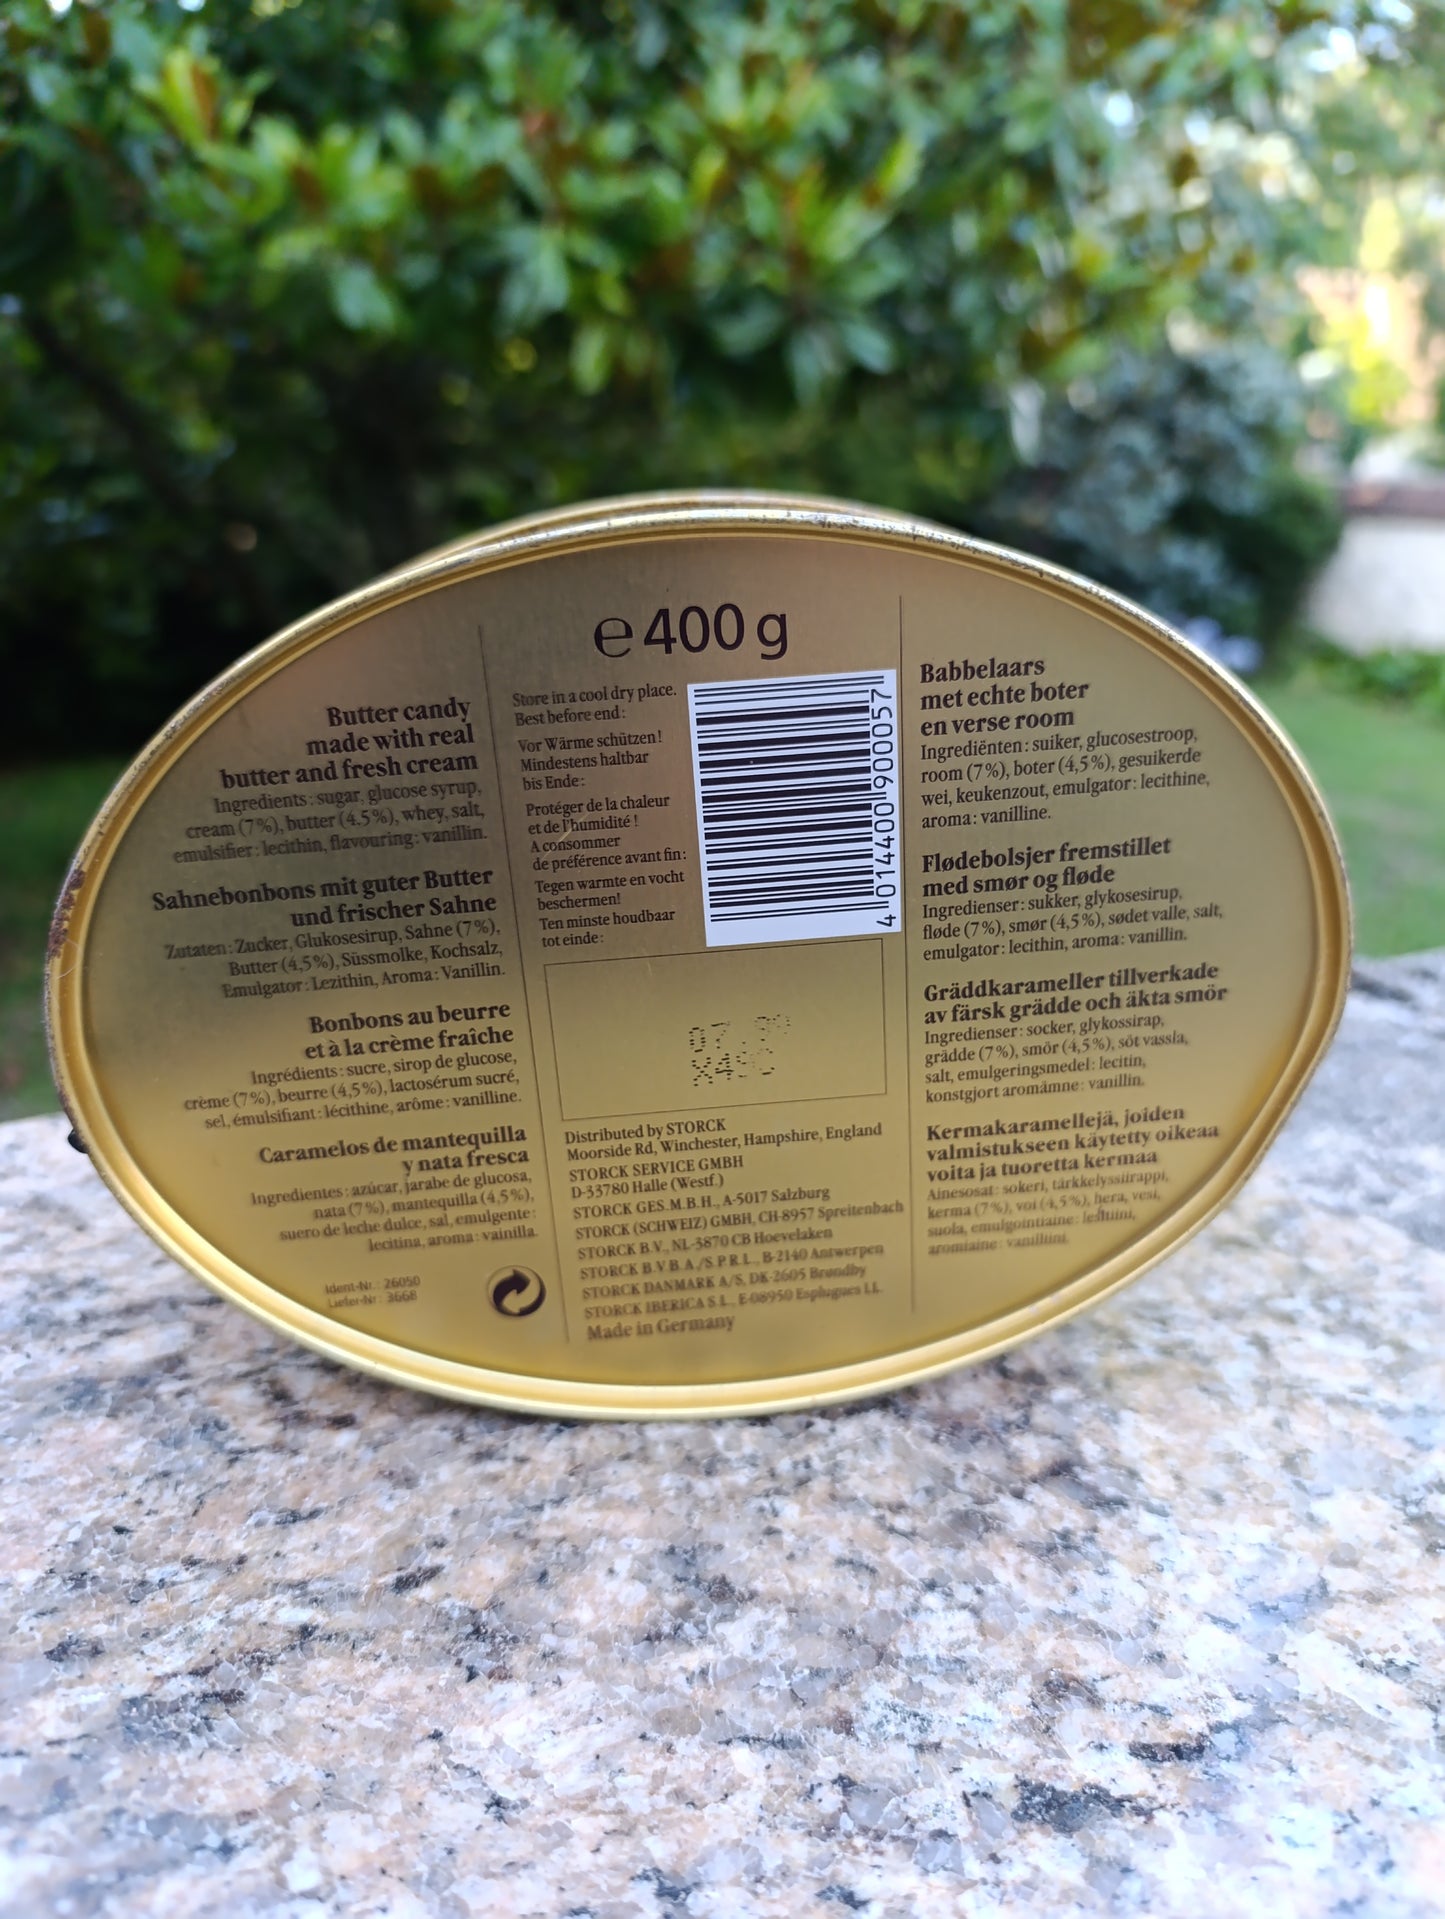 e 400 g
Butter candy
made with real
butter and fresh cream
Ingredients: sugar, glucose syrup,
cream (7%), butter (4.5%), whey, salt,
emulsifier: lecithin, flavouring: vanillin.
Sahnebonbons mit guter Butter
und frischer Sahne
Zutaten: Zucker, Glukosesirup, Sahne (7%),
Butter (4,5%), Süssmolke, Kochsalz,
Emulgator: Lezithin, Aroma: Vanillin.
Bonbons au beurre
et à la crème fraîche
Ingrédients: sucre, sirop de glucose,
crème (7%), beurre (4,5%), lactosérum sucré,
sel, émulsifiant: lécithine, arôme: vanilline.
Caramelos de mantequilla
y nata fresca
Ingredientes: azúcar, jarabe de glucosa,
nata (7%), mantequilla (4,5%),
suero de leche dulce, sal, emulgente:
lecitina, aroma: vainilla.
Ident-Nr.: 26050
Liefer-Nr: 3668
Store in a cool dry place.
Best before end:
Vor Wärme schützen!
Mindestens haltbar
bis Ende:
Protéger de la chaleur
et de l'humidité!
A consommer
de préférence avant fin:
Tegen warmte en vocht
beschermen!
Ten minste houdbaar
tot einde:
4 014400 900057
07
Distributed by STORCK
Moorside Rd, Winchester, Hampshire, England
STORCK SERVICE GMBH
D-33780 Halle (Westf.)
STORCK GES.M.B.H., A-5017 Salzburg
STORCK (SCHWEIZ) GMBH, CH-8957 Spreitenbach
STORCK B.V., NL-3870 CB Hoevelaken
STORCK B.V.B.A./S.P.R.L., B-2140 Antwerpen
STORCK DANMARK A/S, DK-2605 Brøndby
STORCK IBERICA S.L., E-08950 Esplugues Ll.
Made in Germany
Babbelaars
met echte boter
en verse room
Ingrediënten: suiker, glucosestroop,
room (7%), boter (4,5%), gesuikerde
wei, keukenzout, emulgator: lecithine,
aroma: vanilline.
Flødebolsjer fremstillet
med smør og fløde
Ingredienser: sukker, glykosesirup,
fløde (7%), smør (4,5%), sødet valle, salt,
emulgator: lecithin, aroma: vanillin.
Gräddkarameller tillverkade
av färsk grädde och äkta smör
Ingredienser: socker, glykossirap,
grädde (7%), smör (4,5%), söt vassla,
salt, emulgeringsmedel: lecitin,
konstgjort aromämne: vanillin.
Kermakaramellejä, joiden
valmistukseen käytetty oikeaa
voita ja tuoretta kermaa
Ainesosat: sokeri, tärkkelyssiirappi,
kerma (7%), voi (4,5%), hera, vesi,
suola, emulgointiaine: lesitiini,
aromiaine: vanilliini.